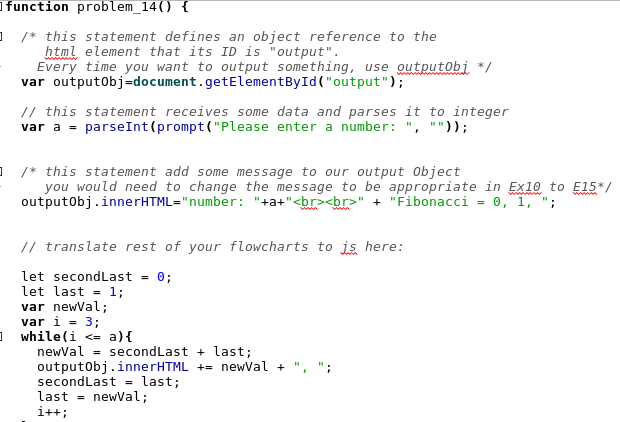 function problem_14() {
/* this statement defines an object reference to the
html element that its ID is "output".
Every time you want to output something, use outputObj */
var outputObj=document.getElementById("output");
// this statement receives some data and parses it to integer
var a = parseInt(prompt("Please enter a number: ", ""));
/* this statement add some message to our output Object
you would need to change the message to be appropriate in Ex10 to E15*/
outputObj.innerHTML="number: "+a+"<br><br>" + "Fibonacci = 0, 1, ";
// translate rest of your flowcharts to js here:
let secondLast = 0;
let last = 1;
var newVal;
var i = 3;
while(i <= a){
newVal = secondLast + last;
outputObj.innerHTML += newVal + ", ";
secondLast = last;
last = newVal;
i++;